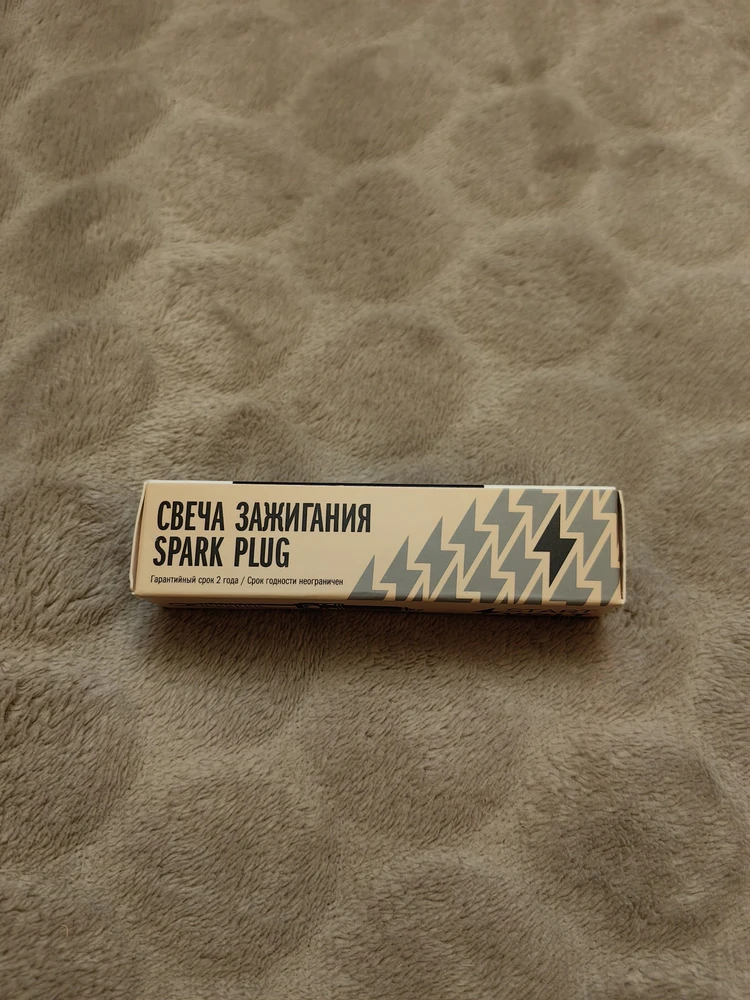 СВЕЧА ЗАЖИГАНИЯ
SPARK PLUG
Гарантийный срок 2 года / Срок годности неограничен